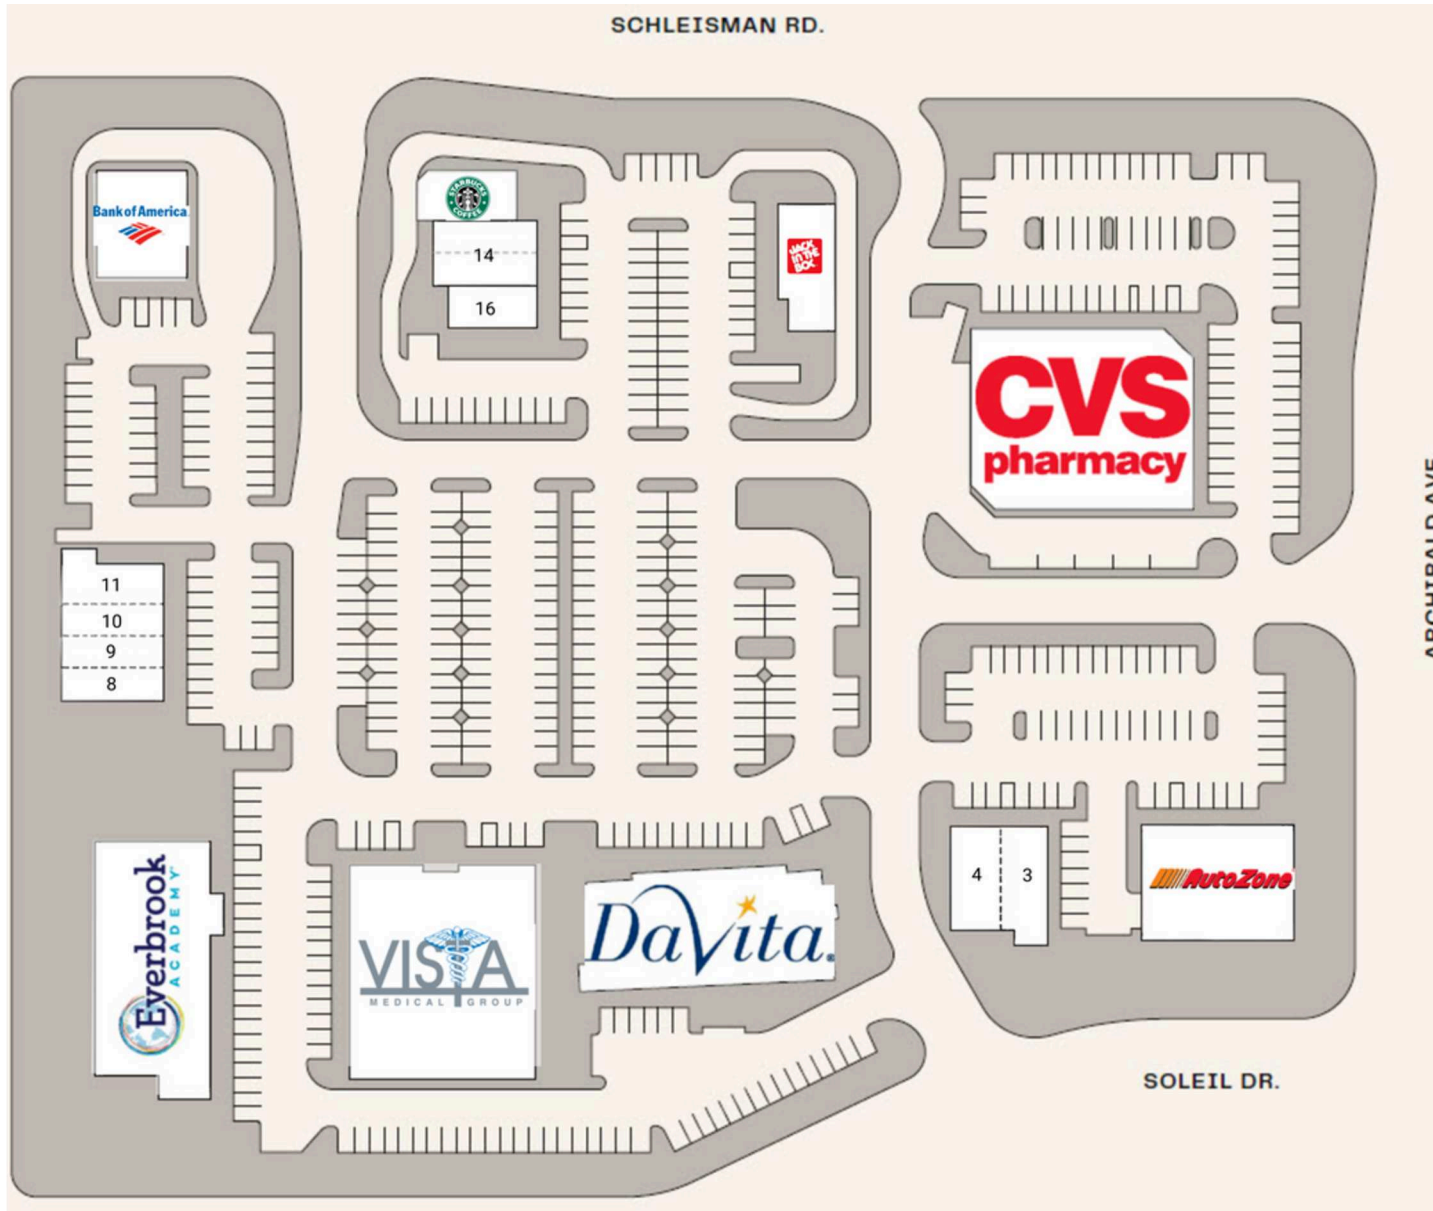 SCHLEISMAN RD.
Bank of America
STARBUCKS
COFFEE
14
16
JACK
IN THE
BOX
CVS
pharmacy
ARCHIBALD AVE
11
10
9
8
4
3
AutoZone
Everbrook
ACADEMY
VISTA
MEDICAL GROUP
DaVita.
SOLEIL DR.